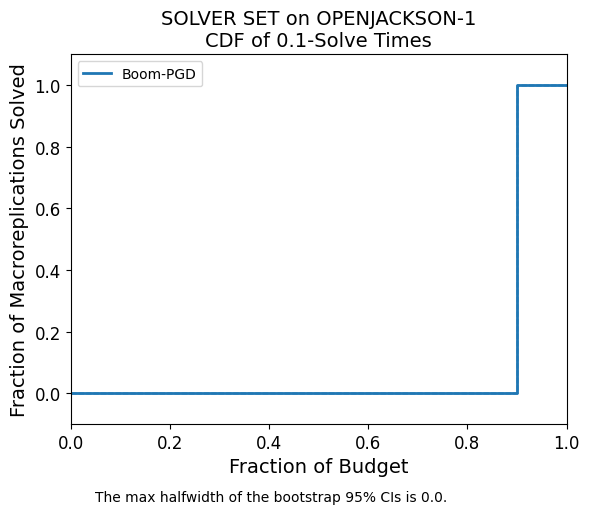 SOLVER SET on OPENJACKSON-1
CDF of 0.1-Solve Times
Boom-PGD
Fraction of Macroreplications Solved
1.0
0.8
0.6
0.4
0.2
0.0
0.0 0.2 0.4 0.6 0.8 1.0
Fraction of Budget
The max halfwidth of the bootstrap 95% CIs is 0.0.